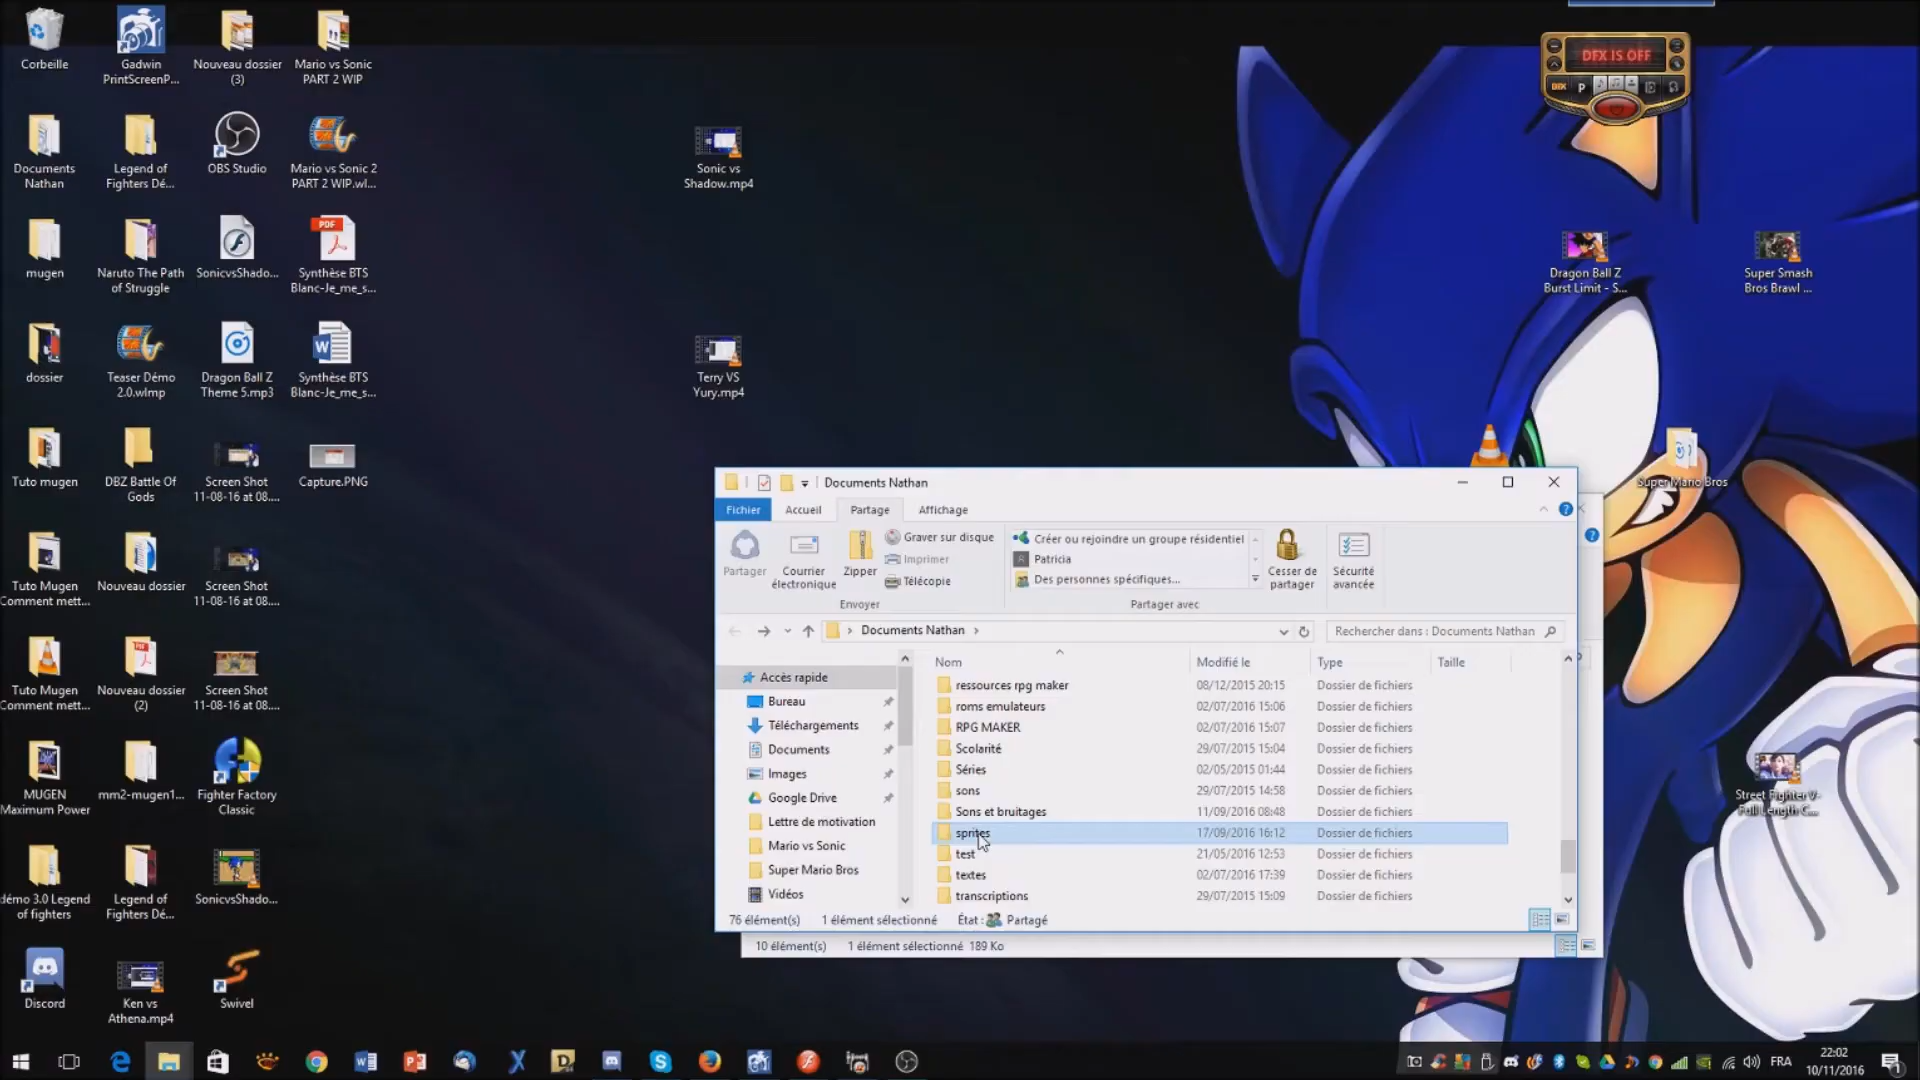 Corbeille
Gadwin
PrintScreenP...
Nouveau dossier
(3)
Mario vs Sonic
PART 2 WIP
Documents
Nathan
Legend of
Fighters Dé...
OBS Studio
Mario vs Sonic 2
PART 2 WIP.wl...
mugen
Naruto The Path
of Struggle
SonicvsShado...
PDF
Synthèse BTS
Blanc-Je_me_s...
dossier
Teaser Démo
2.0.wlmp
Dragon Ball Z
Theme 5.mp3
Synthèse BTS
Blanc-Je_me_s...
Tuto mugen
DBZ Battle Of
Gods
Screen Shot
11-08-16 at 08....
Capture.PNG
Tuto Mugen
Comment mett...
Nouveau dossier
Screen Shot
11-08-16 at 08....
Tuto Mugen
Comment mett...
Nouveau dossier
(2)
Screen Shot
11-08-16 at 08....
MUGEN
Maximum Power
mm2-mugen1...
Fighter Factory
Classic
démo 3.0 Legend
of fighters
Legend of
Fighters Dé...
SonicvsShado...
Discord
Ken vs
Athena.mp4
Swivel
Sonic vs
Shadow.mp4
Terry VS
Yury.mp4
DFX IS OFF
Dragon Ball Z
Burst Limit - S...
Super Smash
Bros Brawl ...
Super Mario Bros
Street Fighter V-
Full Length C...
Documents Nathan
Fichier
Accueil
Partage
Affichage
Partager
Courrier
électronique
Zipper
Graver sur disque
Imprimer
Télécopie
Envoyer
Créer ou rejoindre un groupe résidentiel
Patricia
Des personnes spécifiques...
Partager avec
Cesser de
partager
Sécurité
avancée
Documents Nathan
Rechercher dans : Documents Nathan
Accès rapide
Bureau
Téléchargements
Documents
Images
Google Drive
Lettre de motivation
Mario vs Sonic
Super Mario Bros
Vidéos
Nom Modifié le Type Taille
ressources rpg maker 08/12/2015 20:15 Dossier de fichiers
roms emulateurs 02/07/2016 15:06 Dossier de fichiers
RPG MAKER 02/07/2016 15:07 Dossier de fichiers
Scolarité 29/07/2015 15:04 Dossier de fichiers
Séries 02/05/2015 01:44 Dossier de fichiers
sons 29/07/2015 14:58 Dossier de fichiers
Sons et bruitages 11/09/2016 08:48 Dossier de fichiers
sprites 17/09/2016 16:12 Dossier de fichiers
test 21/05/2016 12:53 Dossier de fichiers
textes 02/07/2016 17:39 Dossier de fichiers
transcriptions 29/07/2015 15:09 Dossier de fichiers
76 élément(s) 1 élément sélectionné État : Partagé
10 élément(s) 1 élément sélectionné 189 Ko
FRA
22:02
10/11/2016